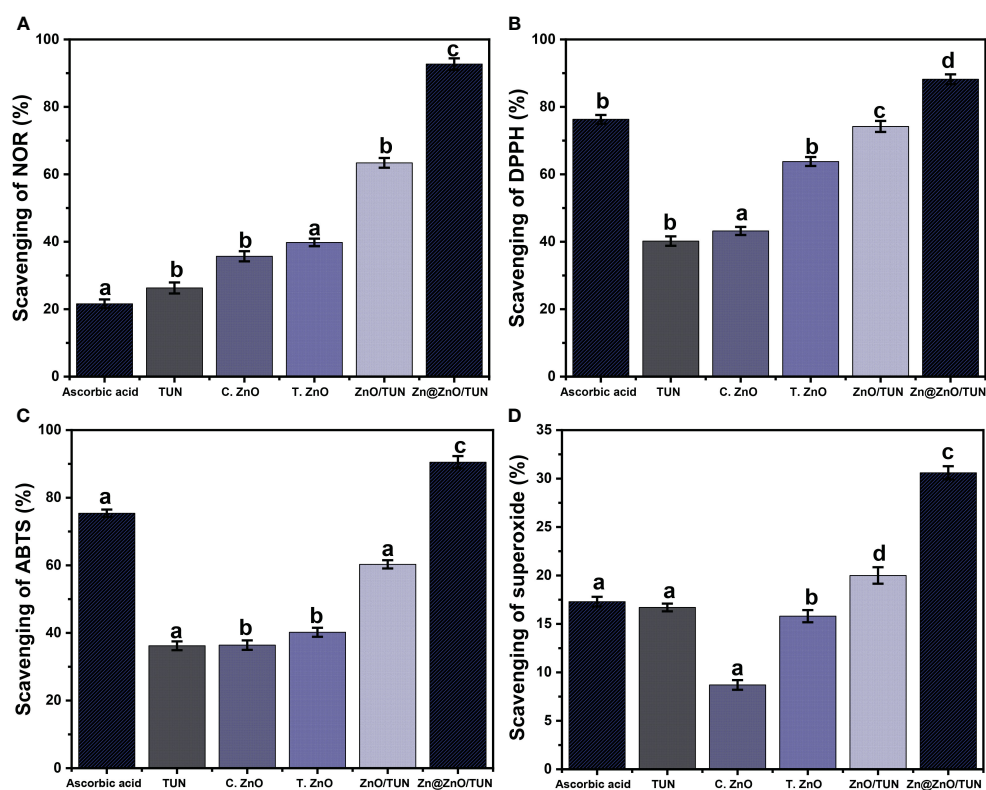 A
Scavenging of NOR (%)
100
80
60
40
20
0
a
b
b
a
b
c
Ascorbic acid TUN C. ZnO T. ZnO ZnO/TUN Zn@ZnO/TUN
B
Scavenging of DPPH (%)
100
80
60
40
20
0
b
b
a
b
c
d
Ascorbic acid TUN C. ZnO T. ZnO ZnO/TUN Zn@ZnO/TUN
C
Scavenging of ABTS (%)
100
80
60
40
20
0
a
a
b
b
a
c
Ascorbic acid TUN C. ZnO T. ZnO ZnO/TUN Zn@ZnO/TUN
D
Scavenging of superoxide (%)
35
30
25
20
15
10
5
0
a
a
a
b
d
c
Ascorbic acid TUN C. ZnO T. ZnO ZnO/TUN Zn@ZnO/TUN